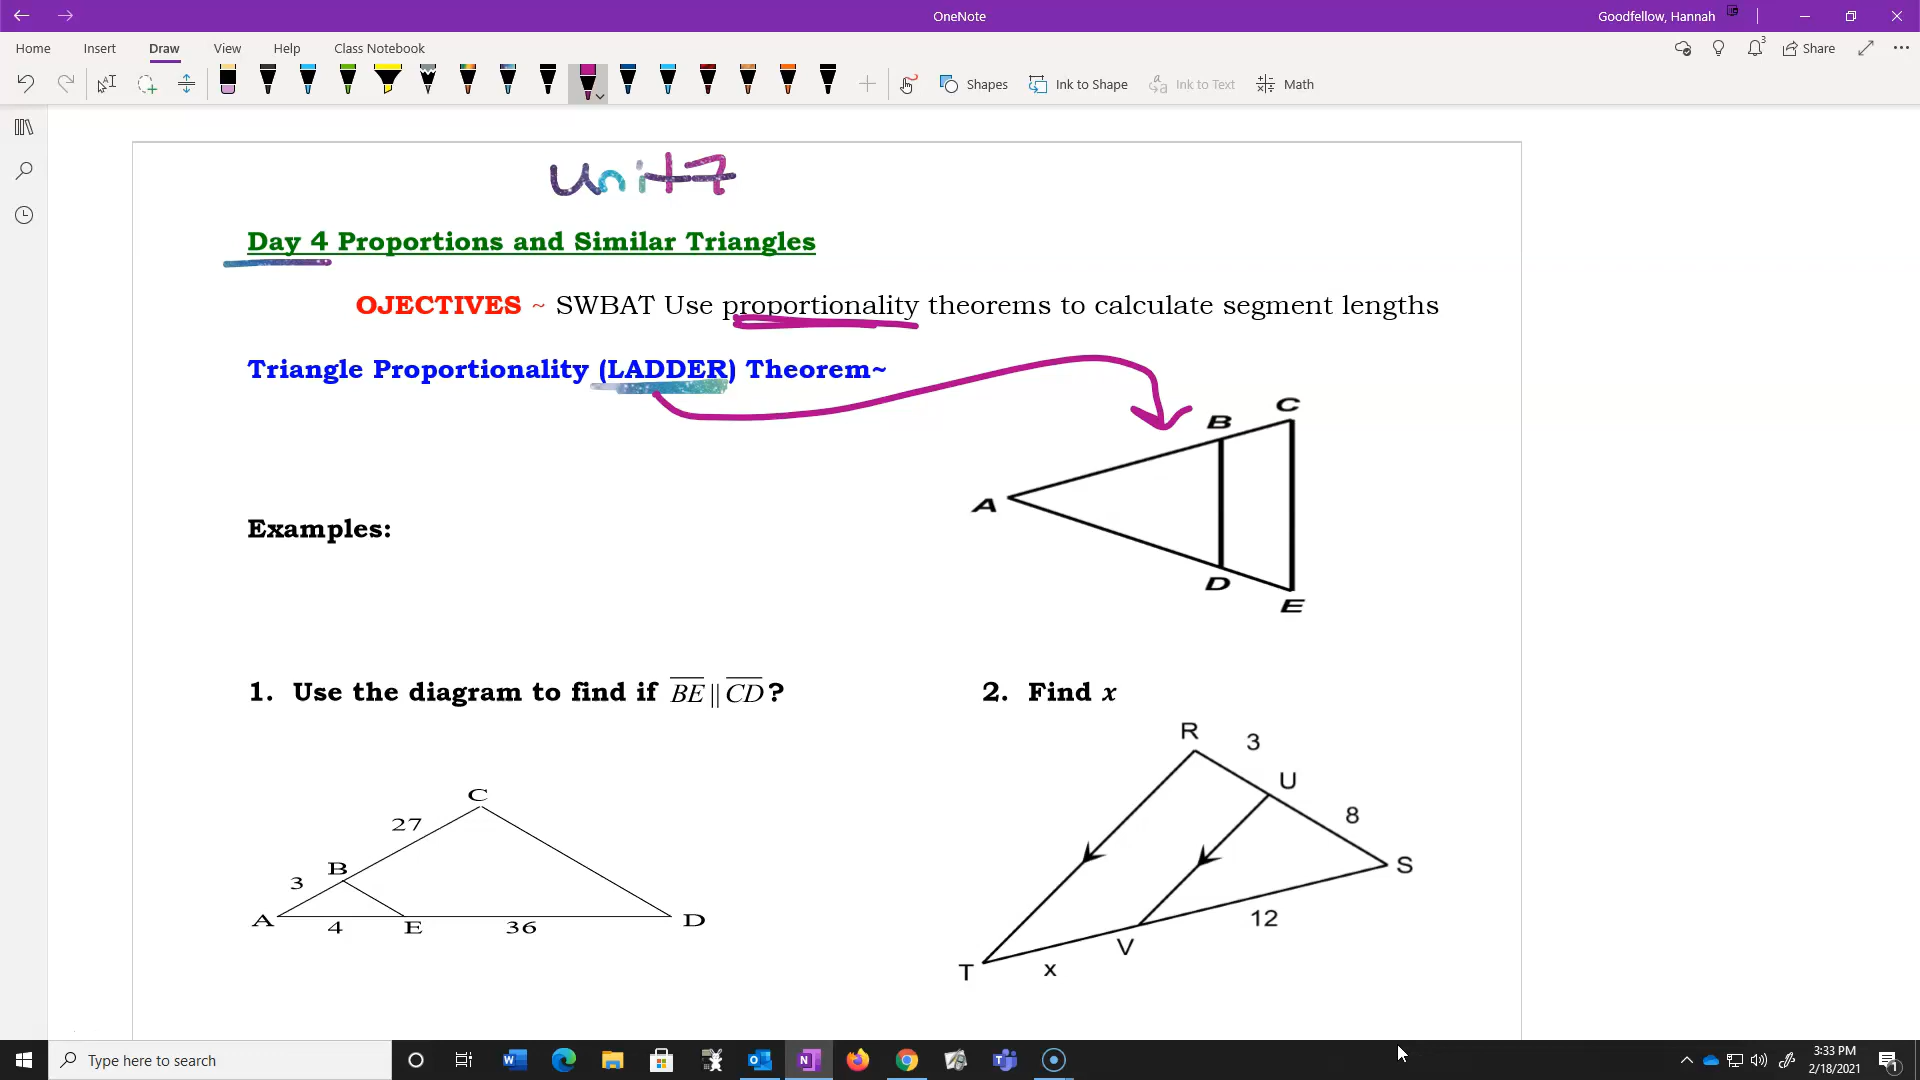 OneNote
Goodfellow, Hannah
Home Insert Draw View Help Class Notebook
3
Share
Shapes Ink to Shape Ink to Text Math
unit 7
Day 4 Proportions and Similar Triangles
OJECTIVES ~ SWBAT Use proportionality theorems to calculate segment lengths
Triangle Proportionality (LADDER) Theorem~
C
B
A
Examples:
D
E
1. Use the diagram to find if BE || CD ?
2. Find x
R
3
U
8
S
12
V
T
x
C
27
B
3
A
4
E
36
D
Type here to search
3:33 PM
2/18/2021
1